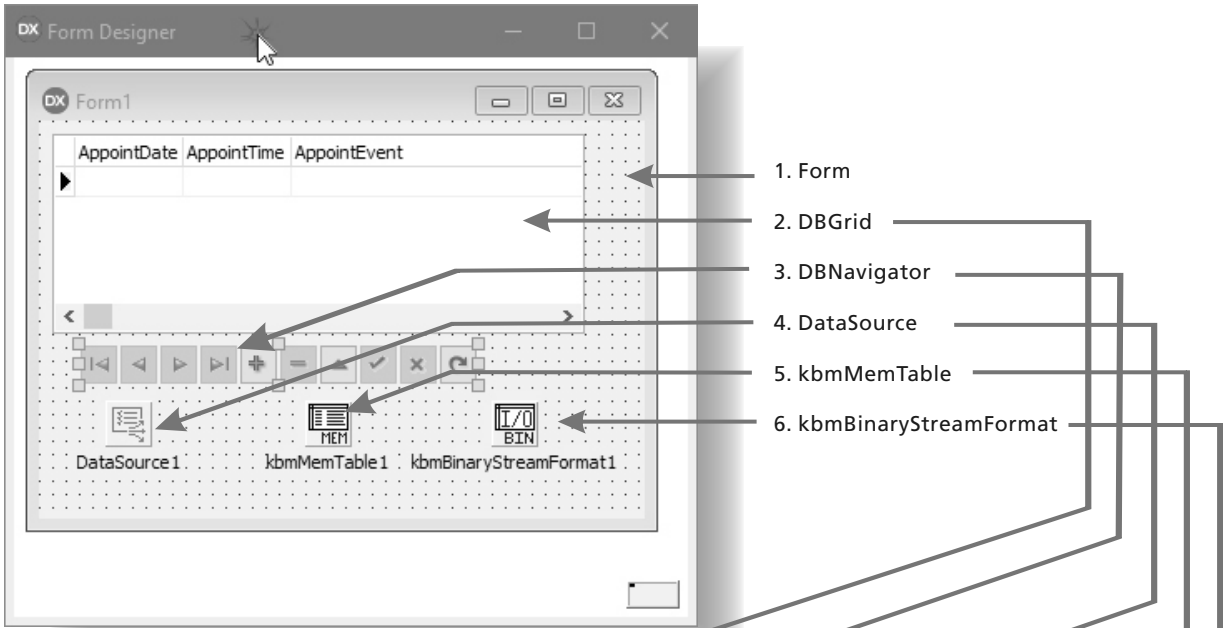 DX Form Designer
DX Form1
AppointDate AppointTime AppointEvent
1. Form
2. DBGrid
3. DBNavigator
4. DataSource
5. kbmMemTable
6. kbmBinaryStreamFormat
MEM
I/O
BIN
DataSource1 kbmMemTable1 kbmBinaryStreamFormat1